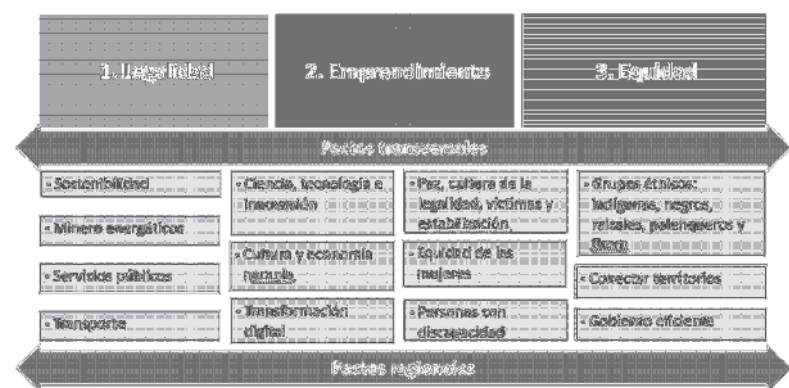 1. Legalidad
2. Emprendimiento
3. Equidad
Pactos transversales
• Sostenibilidad
• Minero energéticos
• Servicios públicos
• Transporte
• Ciencia, tecnología e
innovación
• Cultura y economía
naranja
• Transformación
digital
• Paz, cultura de la
legalidad, víctimas y
estabilización
• Equidad de las
mujeres
• Personas con
discapacidad
• Grupos étnicos:
indígenas, negros,
raizales, palenqueros y
Rrom
• Conectar territorios
• Gobierno eficiente
Pactos regionales